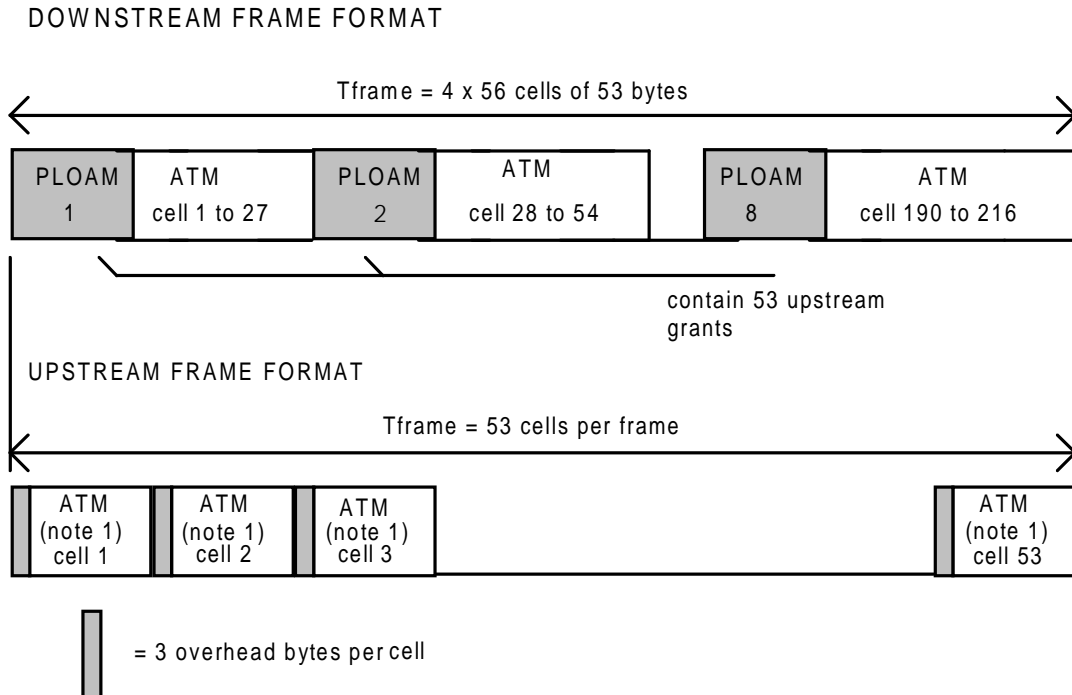 DOWNSTREAM FRAME FORMAT
Tframe = 4 x 56 cells of 53 bytes
PLOAM 1
ATM cell 1 to 27
PLOAM 2
ATM cell 28 to 54
PLOAM 8
ATM cell 190 to 216
contain 53 upstream
grants
UPSTREAM FRAME FORMAT
Tframe = 53 cells per frame
ATM
(note 1)
cell 1
ATM
(note 1)
cell 2
ATM
(note 1)
cell 3
ATM
(note 1)
cell 53
= 3 overhead bytes per cell